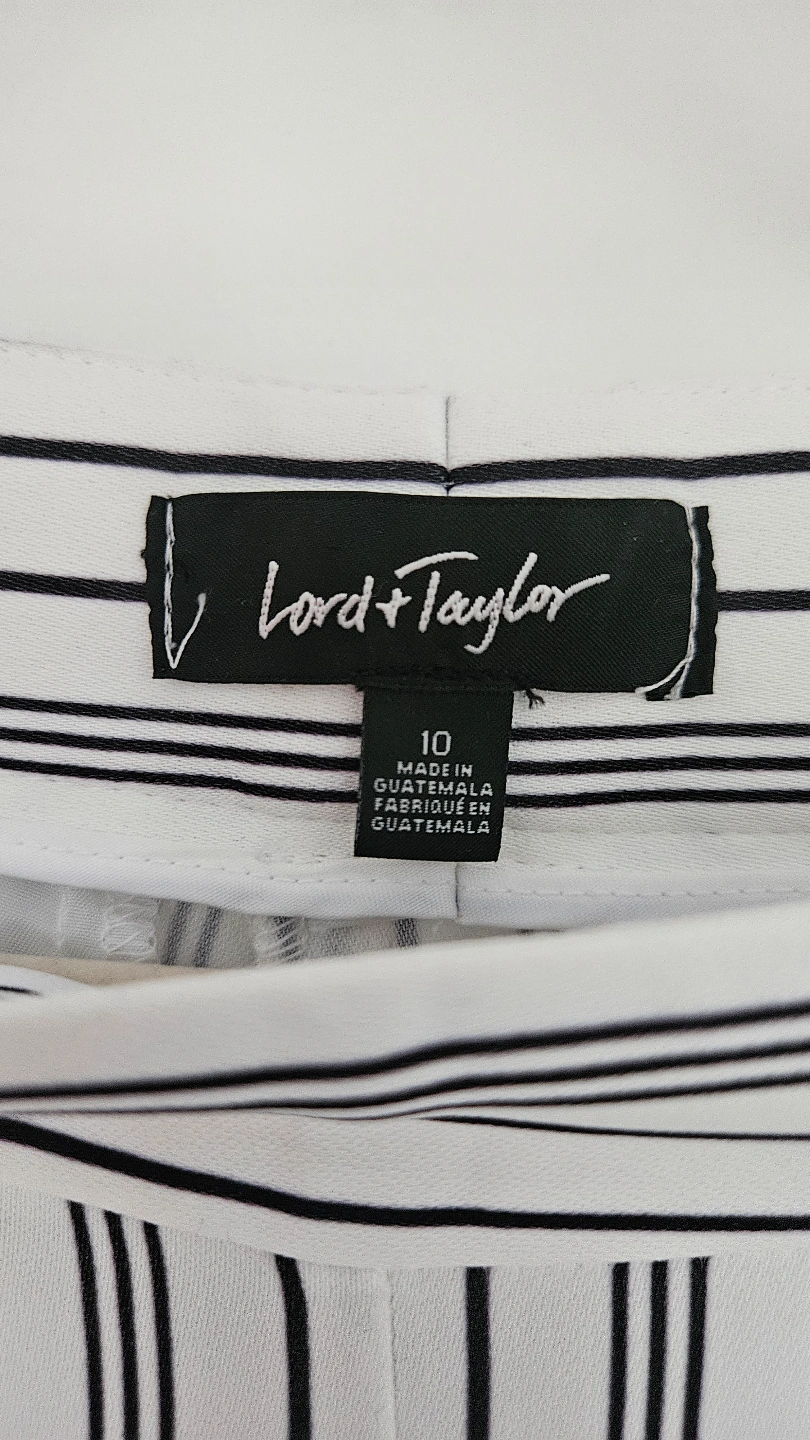 Lord + Taylor
10
MADE IN
GUATEMALA
FABRIQUÉ EN
GUATEMALA